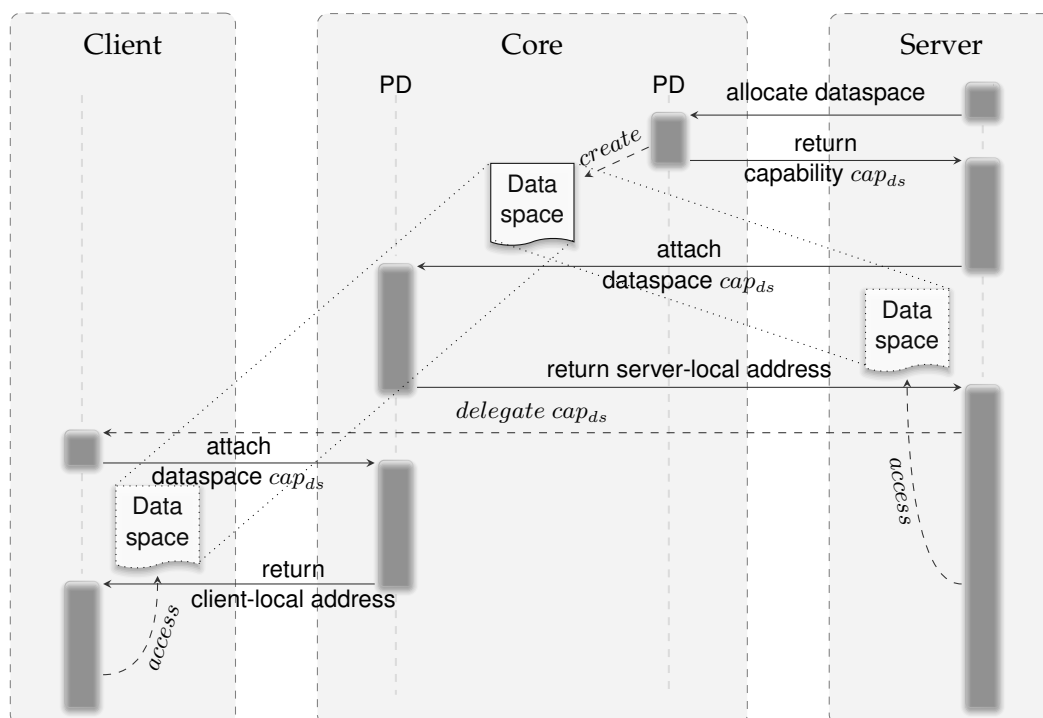 Client
Core
Server
PD
PD
allocate dataspace
create
return
capability cap_ds
Data
space
attach
dataspace cap_ds
Data
space
return server-local address
delegate cap_ds
attach
dataspace cap_ds
access
Data
space
return
client-local address
access